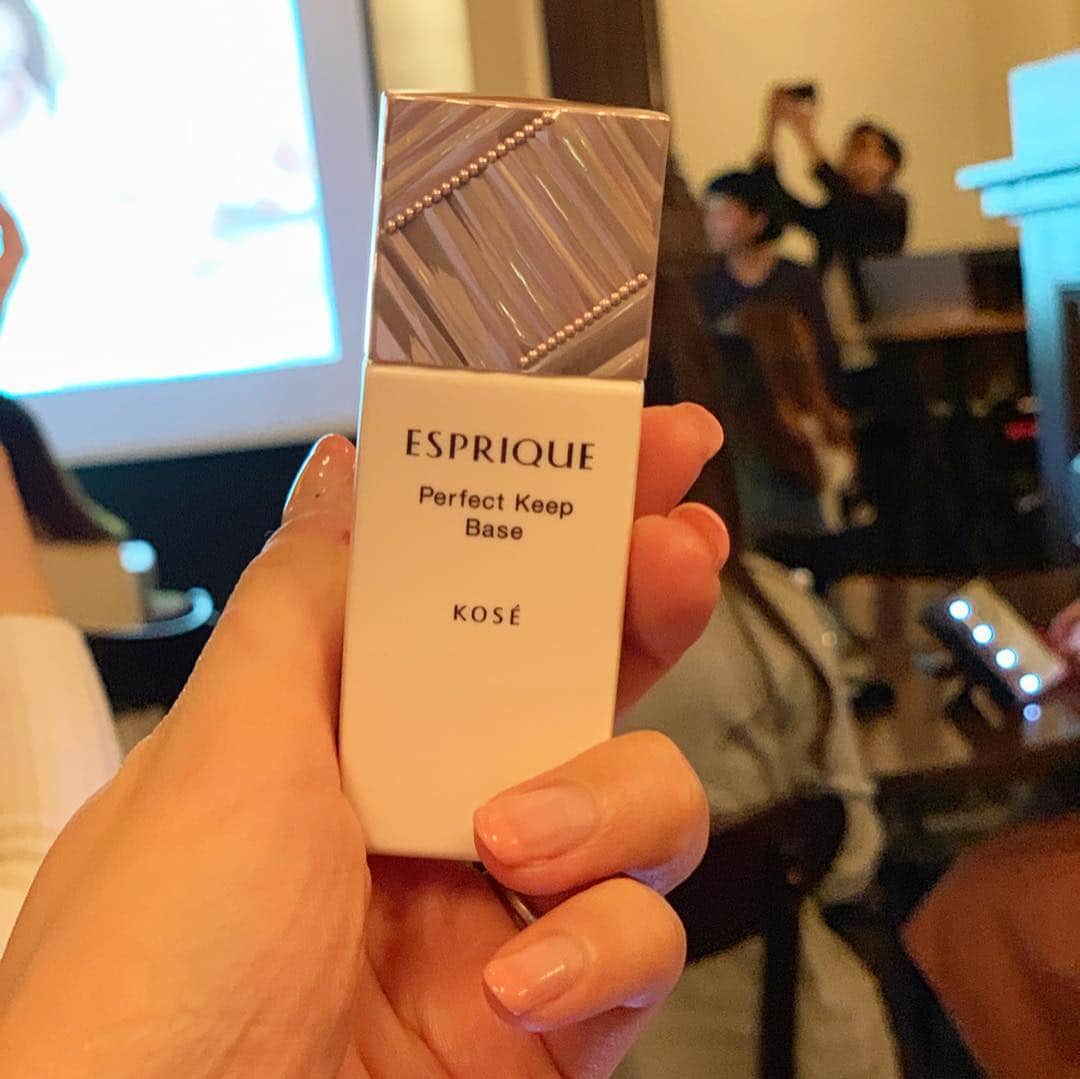 ESPRIQUE
Perfect Keep
Base
KOSÉ